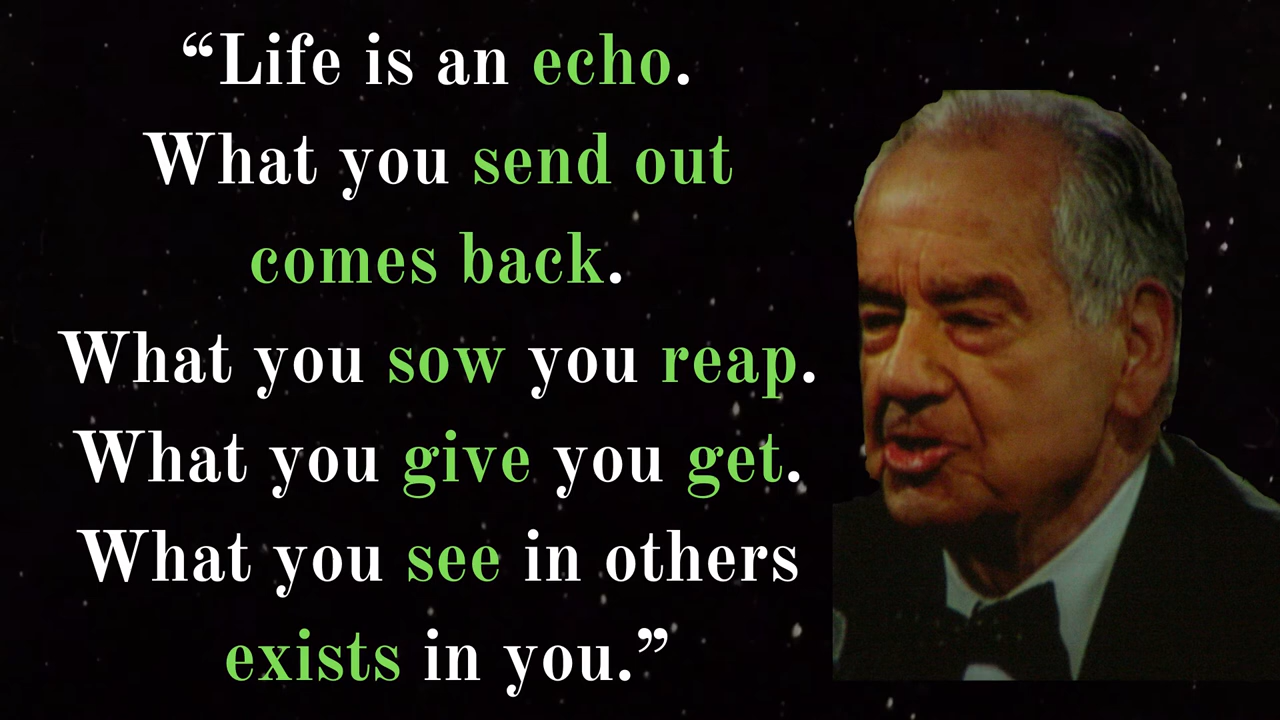 “Life is an echo.
What you send out
comes back.
What you sow you reap.
What you give you get.
What you see in others
exists in you.”